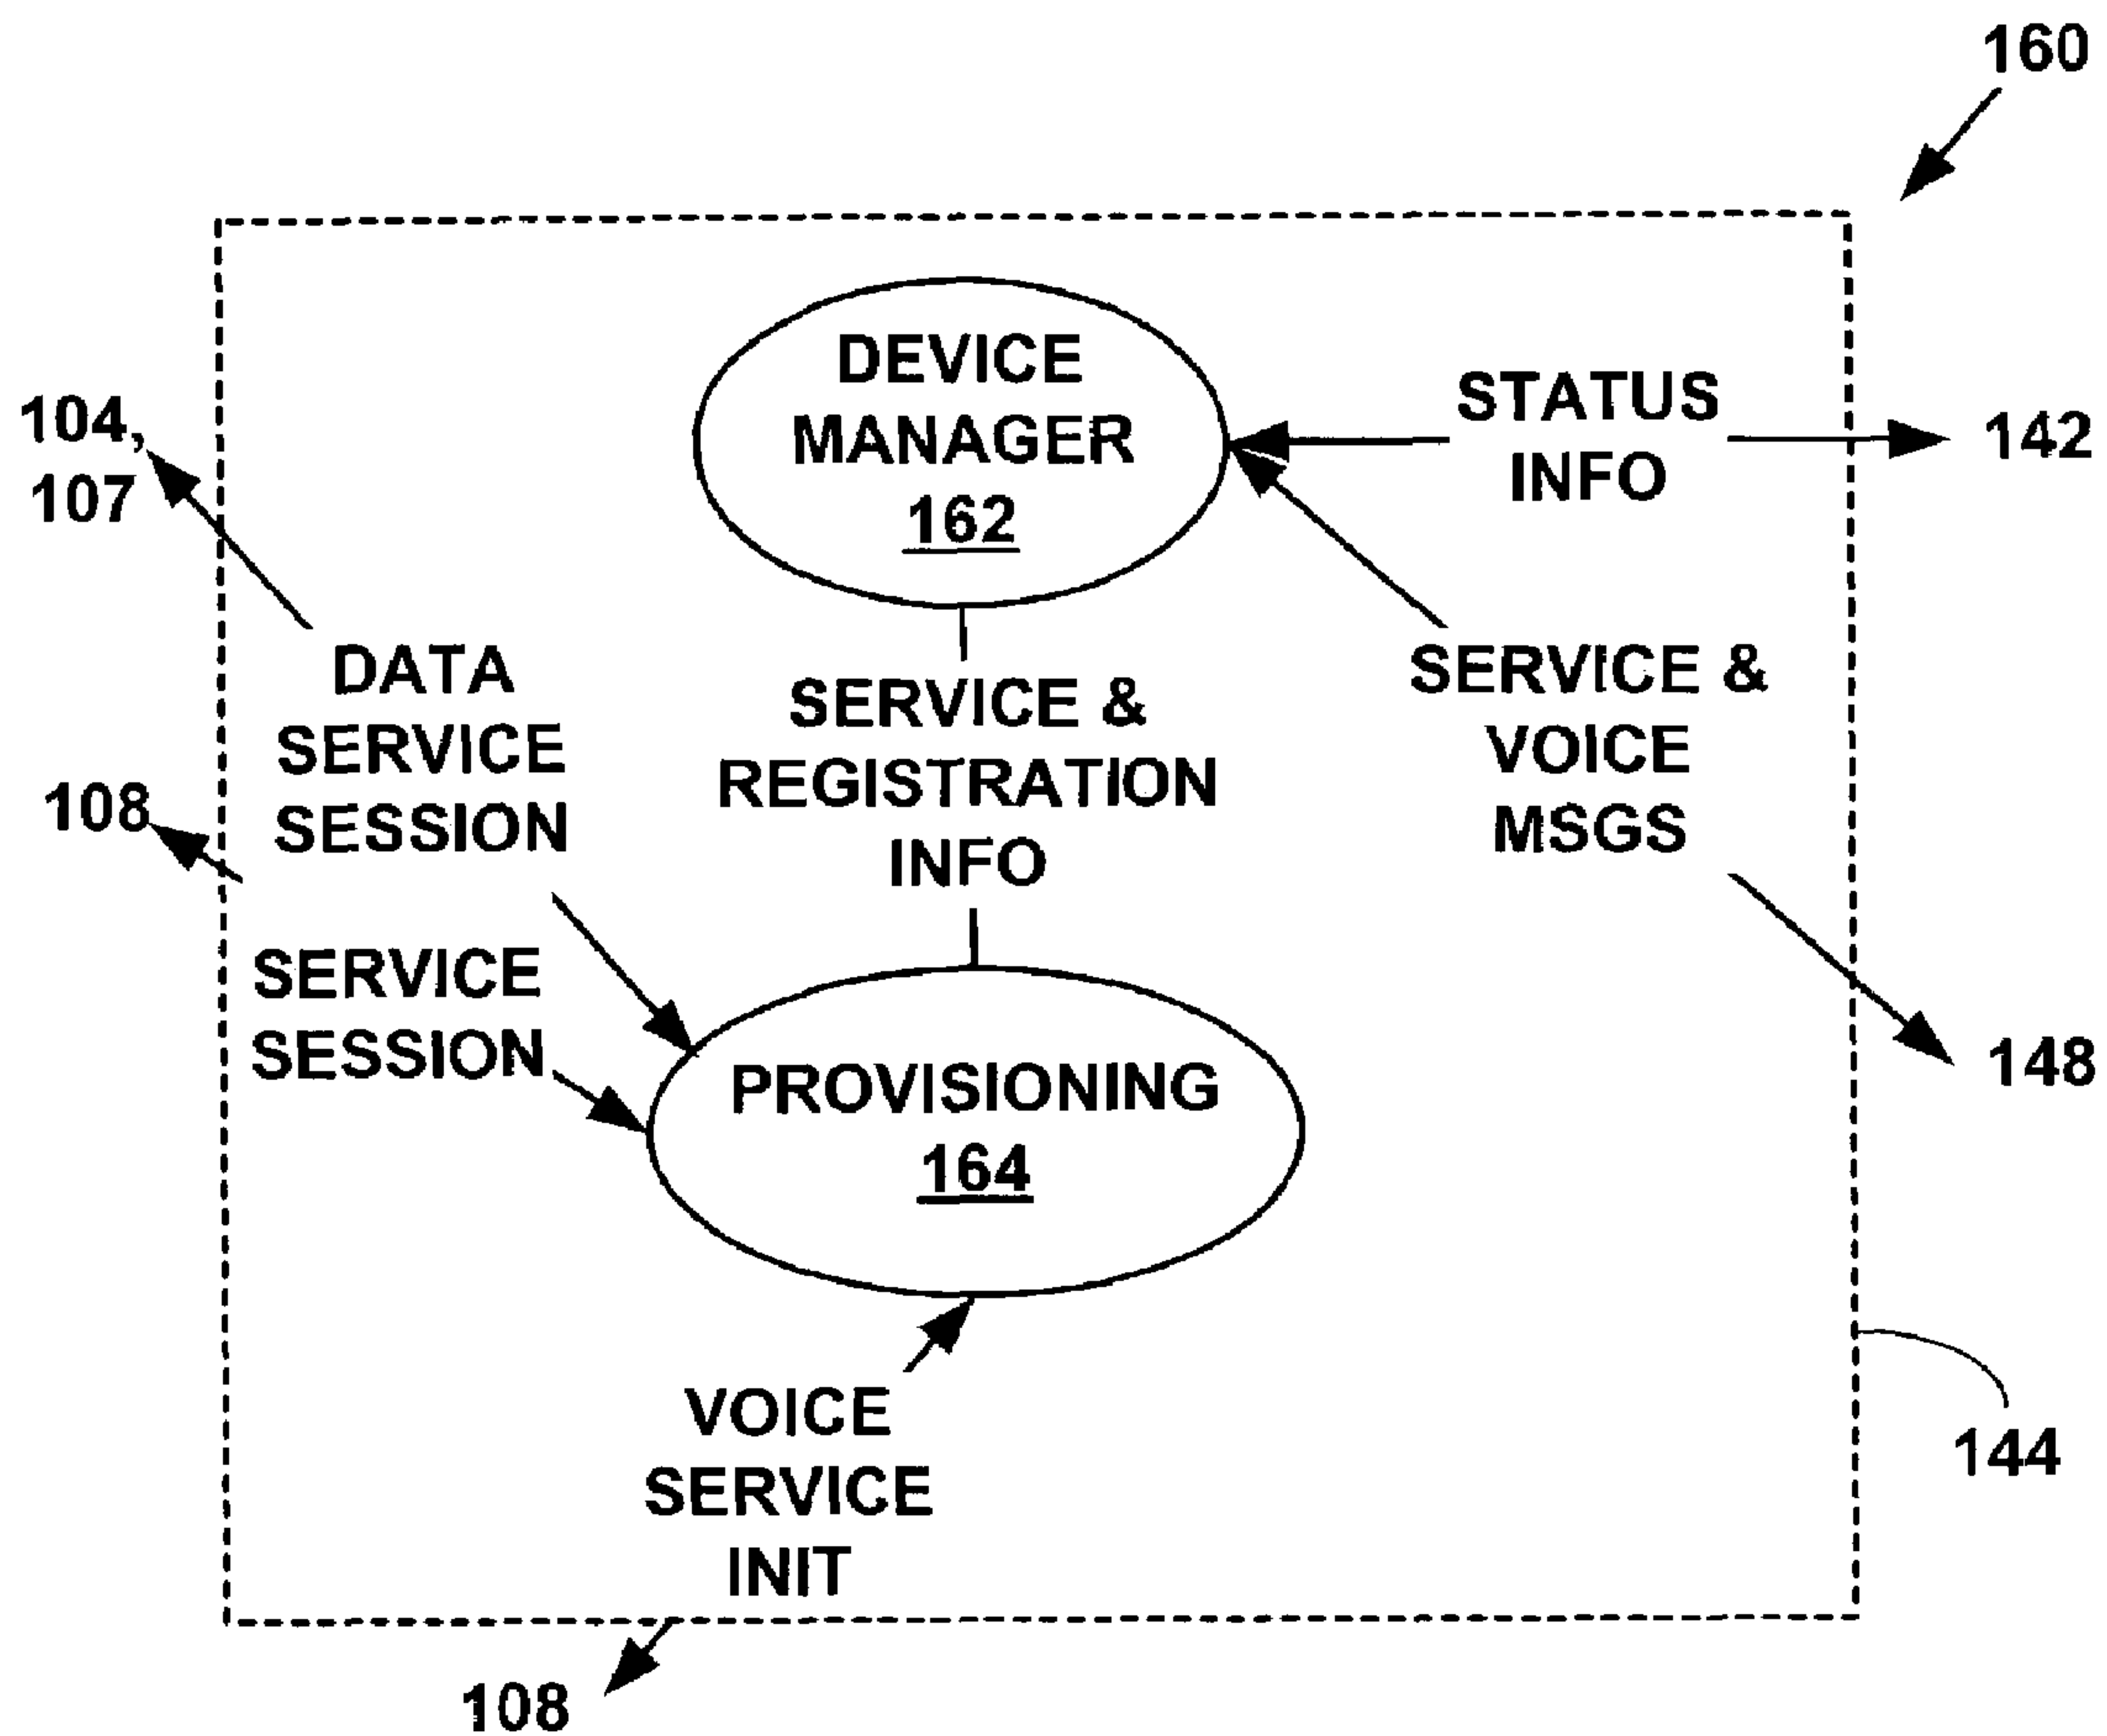 160
DEVICE
MANAGER
162
STATUS
INFO
142
104,
107
DATA
SERVICE
SESSION
SERVICE &
REGISTRATION
INFO
SERVICE &
VOICE
MSGS
108
SERVICE
SESSION
PROVISIONING
164
148
VOICE
SERVICE
INIT
144
108